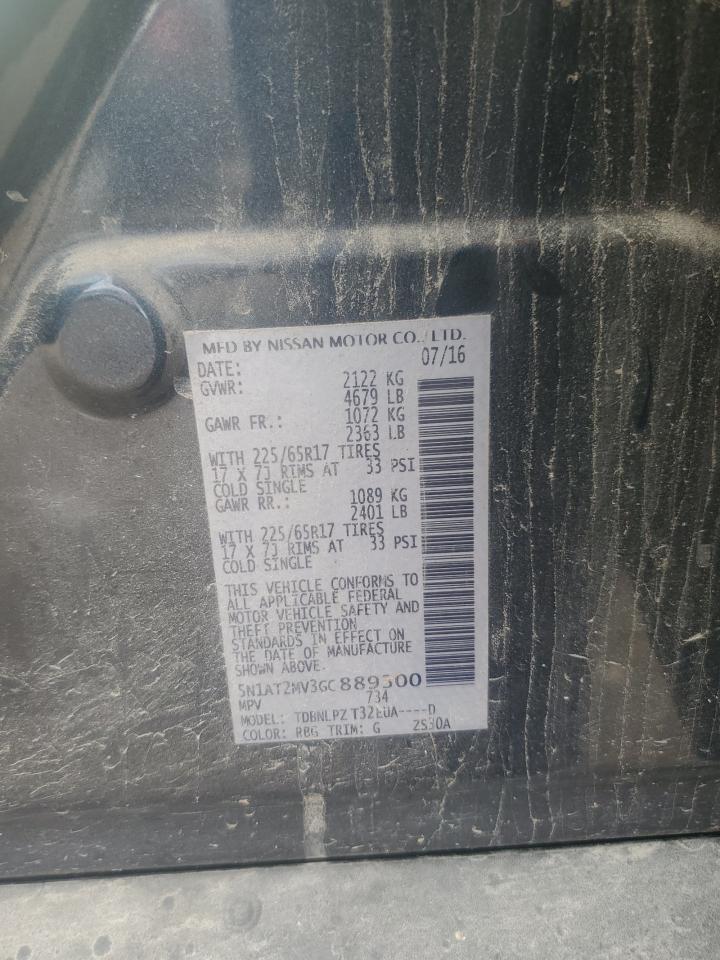 MFD BY NISSAN MOTOR CO., LTD.
DATE: 07/16
GVWR: 2122 KG
4679 LB
GAWR FR.: 1072 KG
2363 LB
WITH 225/65R17 TIRES
17 X 7J RIMS AT 33 PSI
COLD SINGLE
GAWR RR.: 1089 KG
2401 LB
WITH 225/65R17 TIRES
17 X 7J RIMS AT 33 PSI
COLD SINGLE
THIS VEHICLE CONFORMS TO
ALL APPLICABLE FEDERAL
MOTOR VEHICLE SAFETY AND
THEFT PREVENTION
STANDARDS IN EFFECT ON
THE DATE OF MANUFACTURE
SHOWN ABOVE
5N1AT2MV3GC
MPV 734
MODEL: TDBNLPZ
COLOR: RBG TRIM: G 2S30A